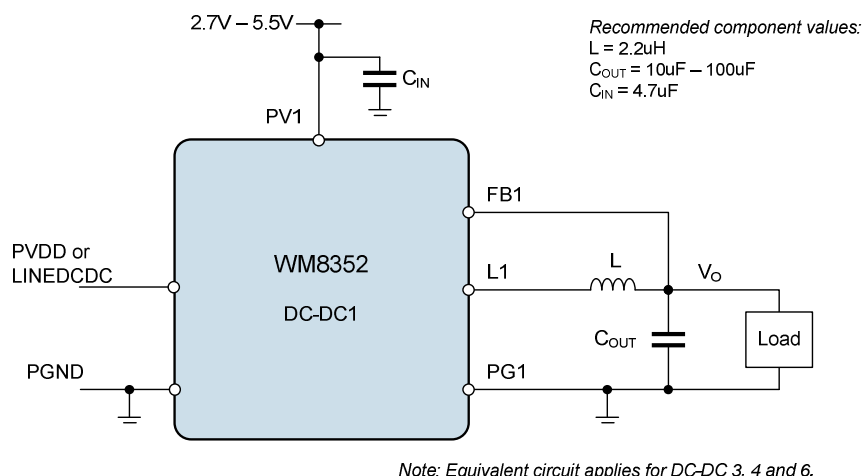 2.7V – 5.5V
Recommended component values:
L = 2.2uH
COUT = 10uF – 100uF
CIN = 4.7uF
CIN
PV1
FB1
PVDD or
LINEDCDC
WM8352
L1
L
VO
DC-DC1
COUT
Load
PGND
PG1
Note: Equivalent circuit applies for DC-DC 3, 4 and 6.